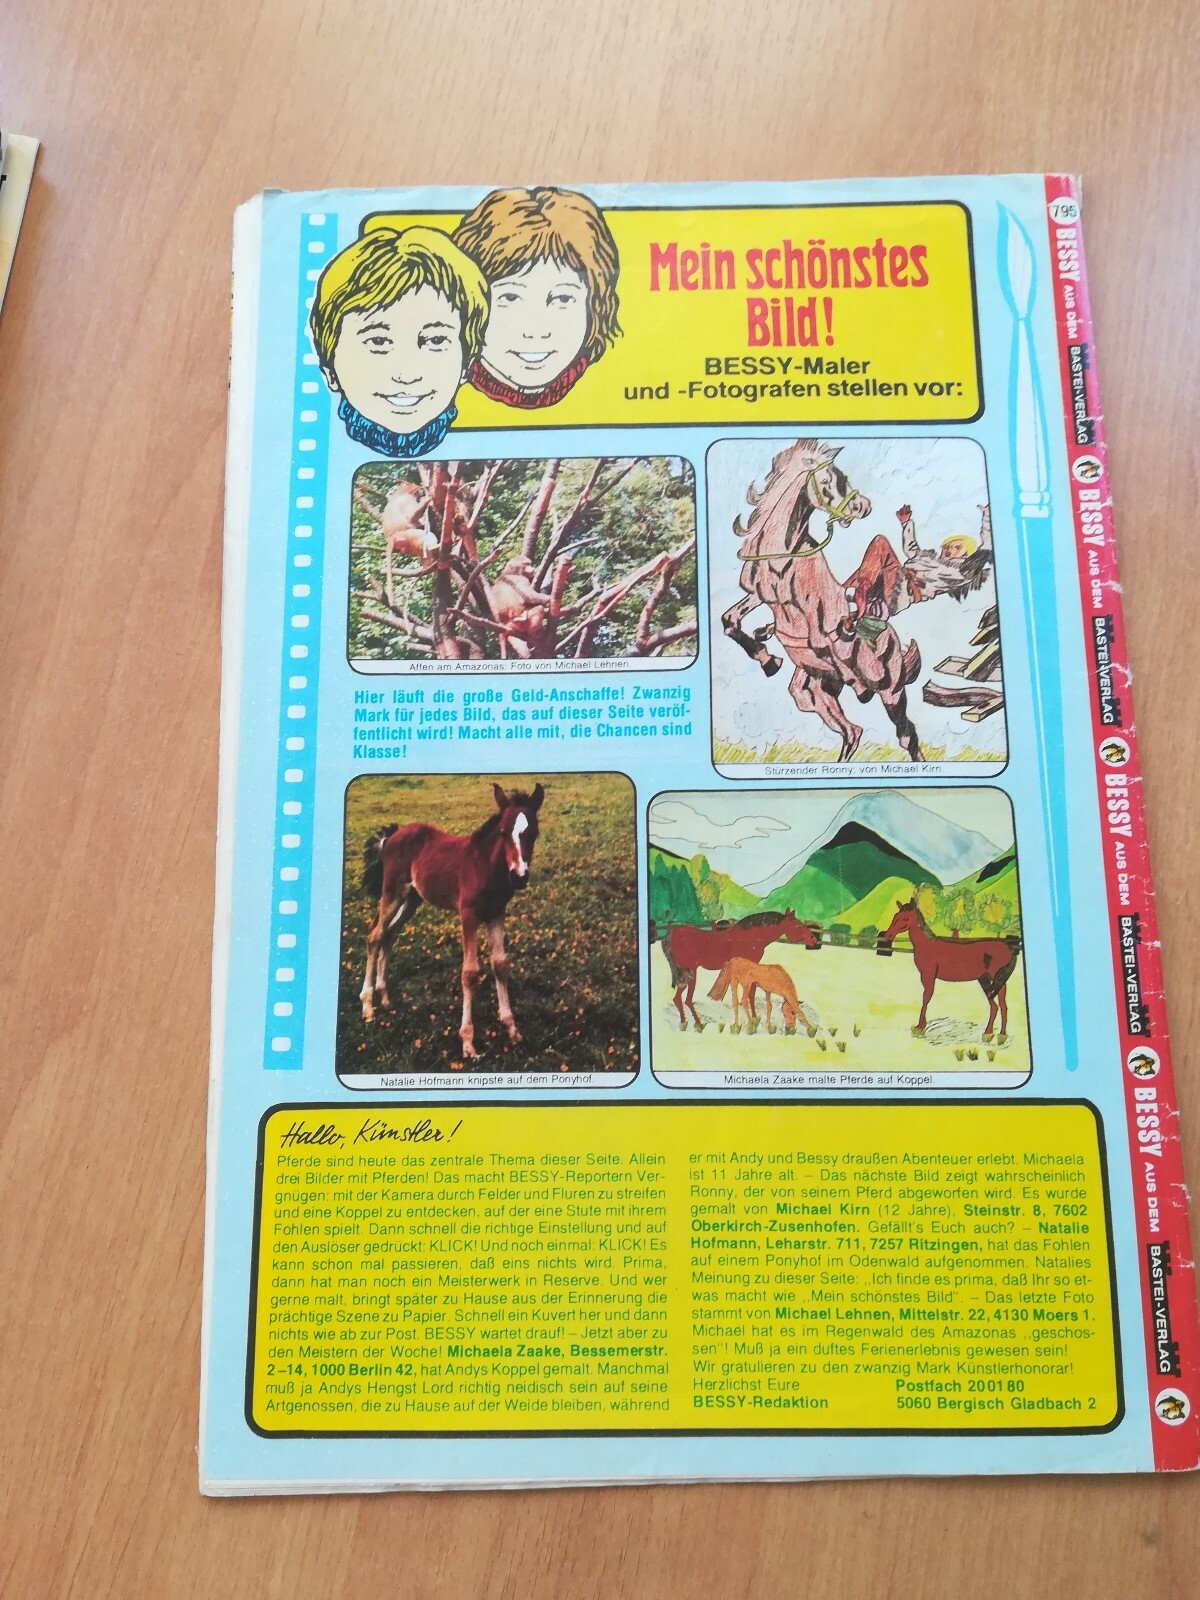 Mein schönstes
Bild!
BESSY-Maler
und -Fotografen stellen vor:
Affen am Amazonas: Foto von Michael Lehnen.
Hier läuft die große Geld-Anschaffe! Zwanzig
Mark für jedes Bild, das auf dieser Seite veröf-
fentlicht wird! Macht alle mit, die Chancen sind
Klasse!
Stürzender Ronny; von Michael Kirn.
Natalie Hofmann knipste auf dem Ponyhof.
Michaela Zaake malte Pferde auf Koppel.
Hallo, Künstler!
Pferde sind heute das zentrale Thema dieser Seite. Allein
drei Bilder mit Pferden! Das macht BESSY-Reportern Ver-
gnügen: mit der Kamera durch Felder und Fluren zu streifen
und eine Koppel zu entdecken, auf der eine Stute mit ihrem
Fohlen spielt. Dann schnell die richtige Einstellung und auf
den Auslöser gedrückt: KLICK! Und noch einmal: KLICK! Es
kann schon mal passieren, daß eins nichts wird. Prima,
dann hat man noch ein Meisterwerk in Reserve. Und wer
gerne malt, bringt später zu Hause aus der Erinnerung die
prächtige Szene zu Papier. Schnell ein Kuvert her und dann
nichts wie ab zur Post. BESSY wartet drauf! – Jetzt aber zu
den Meistern der Woche! Michaela Zaake, Bessemerstr.
2–14, 1000 Berlin 42, hat Andys Koppel gemalt. Manchmal
muß ja Andys Hengst Lord richtig neidisch sein auf seine
Artgenossen, die zu Hause auf der Weide bleiben, während
er mit Andy und Bessy draußen Abenteuer erlebt. Michaela
ist 11 Jahre alt. – Das nächste Bild zeigt wahrscheinlich
Ronny, der von seinem Pferd abgeworfen wird. Es wurde
gemalt von Michael Kirn (12 Jahre), Steinstr. 8, 7602
Oberkirch-Zusenhofen. Gefällt's Euch auch? – Natalie
Hofmann, Leharstr. 711, 7257 Ritzingen, hat das Fohlen
auf einem Ponyhof im Odenwald aufgenommen. Natalies
Meinung zu dieser Seite: „Ich finde es prima, daß Ihr so et-
was macht wie „Mein schönstes Bild". – Das letzte Foto
stammt von Michael Lehnen, Mittelstr. 22, 4130 Moers 1.
Michael hat es im Regenwald des Amazonas „geschos-
sen"! Muß ja ein duftes Ferienerlebnis gewesen sein!
Wir gratulieren zu den zwanzig Mark Künstlerhonorar!
Herzlichst Eure
BESSY-Redaktion
Postfach 200180
5060 Bergisch Gladbach 2
795
BESSY AUS DEM BASTEI-VERLAG
BESSY AUS DEM BASTEI-VERLAG
BESSY AUS DEM BASTEI-VERLAG
BESSY AUS DEM BASTEI-VERLAG